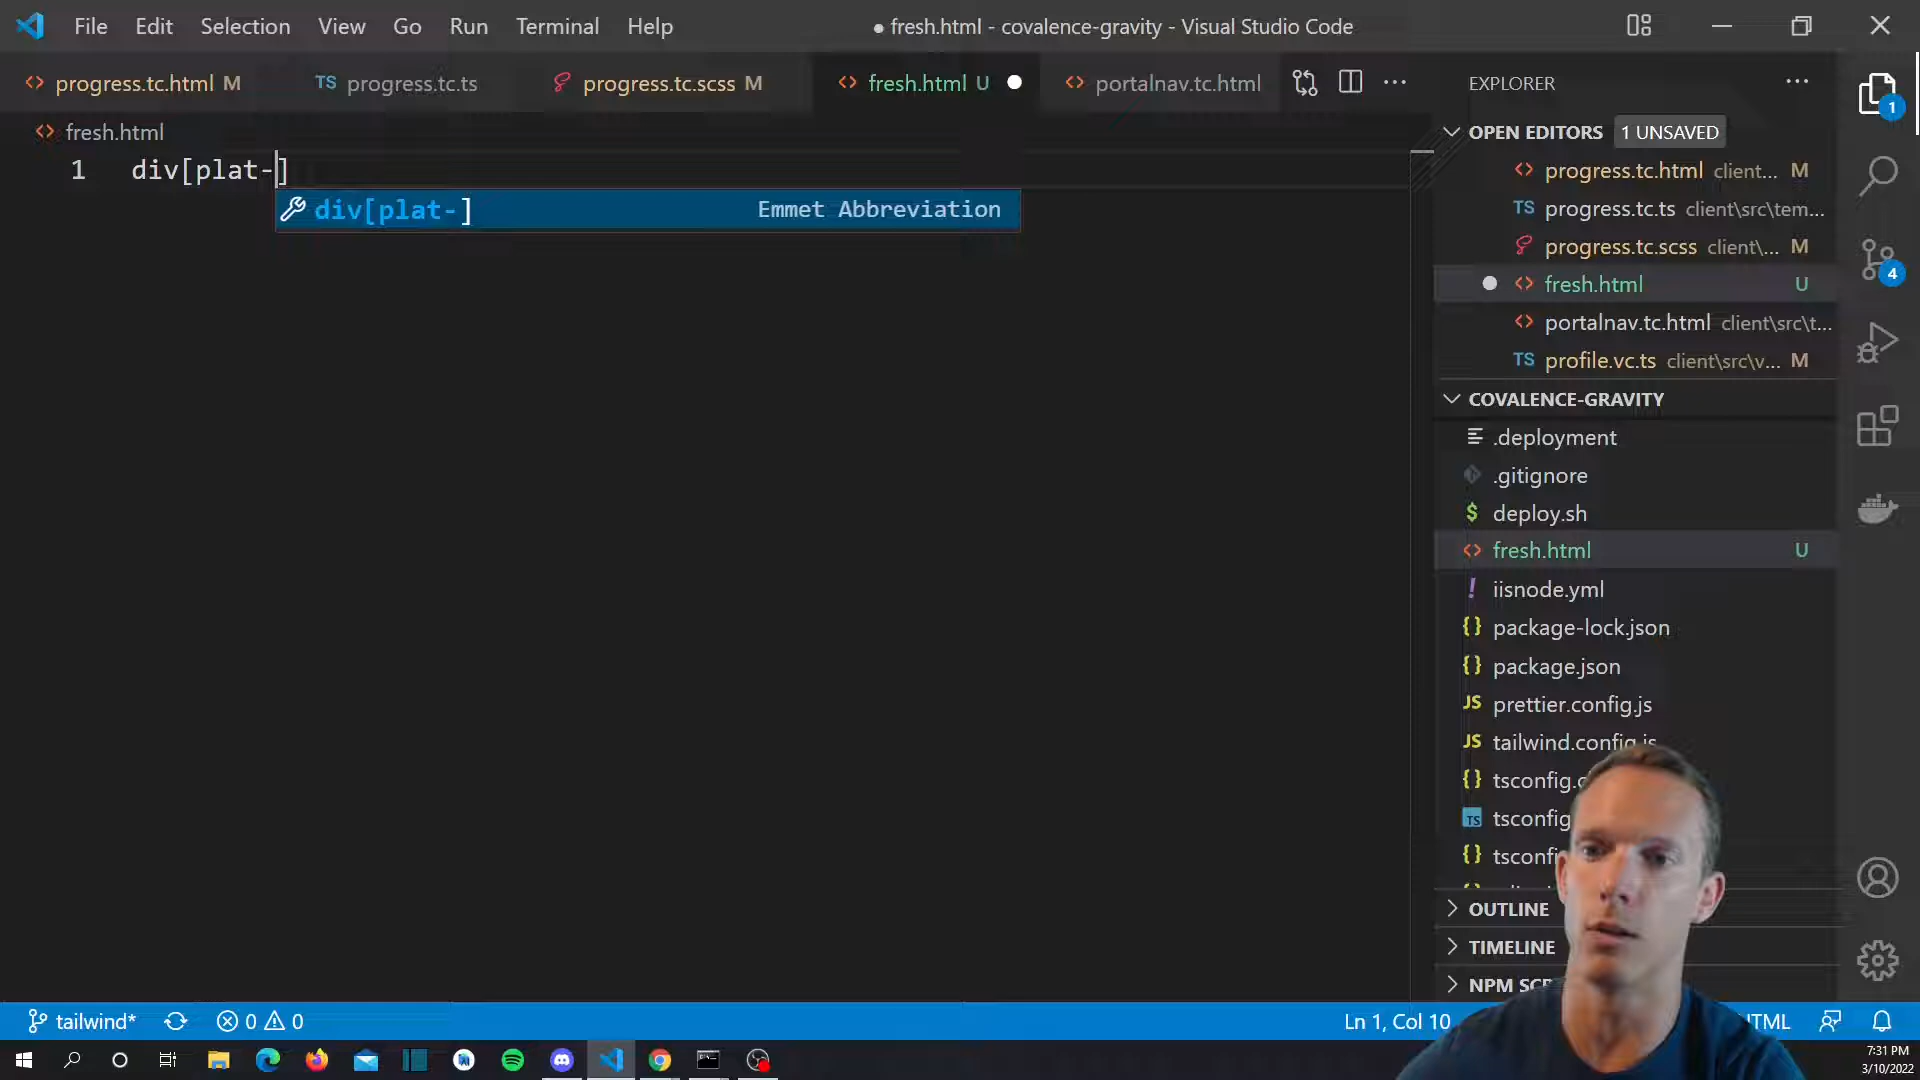 File Edit Selection View Go Run Terminal Help
● fresh.html - covalence-gravity - Visual Studio Code
progress.tc.html M
TS progress.tc.ts
progress.tc.scss M
fresh.html U
portalnav.tc.html
EXPLORER
fresh.html
1 div[plat-]
div[plat-] Emmet Abbreviation
OPEN EDITORS 1 UNSAVED
progress.tc.html client... M
TS progress.tc.ts client\src\tem...
progress.tc.scss client\... M
fresh.html U
portalnav.tc.html client\src\t...
TS profile.vc.ts client\src\v... M
COVALENCE-GRAVITY
.deployment
.gitignore
$ deploy.sh
fresh.html U
! iisnode.yml
{} package-lock.json
{} package.json
JS prettier.config.js
JS tailwind.config.js
{} tsconfig.
TS tsconfig
{} tsconfi
OUTLINE
TIMELINE
NPM SC
1
4
tailwind* 0 0
Ln 1, Col 10
TML
7:31 PM
3/10/2022